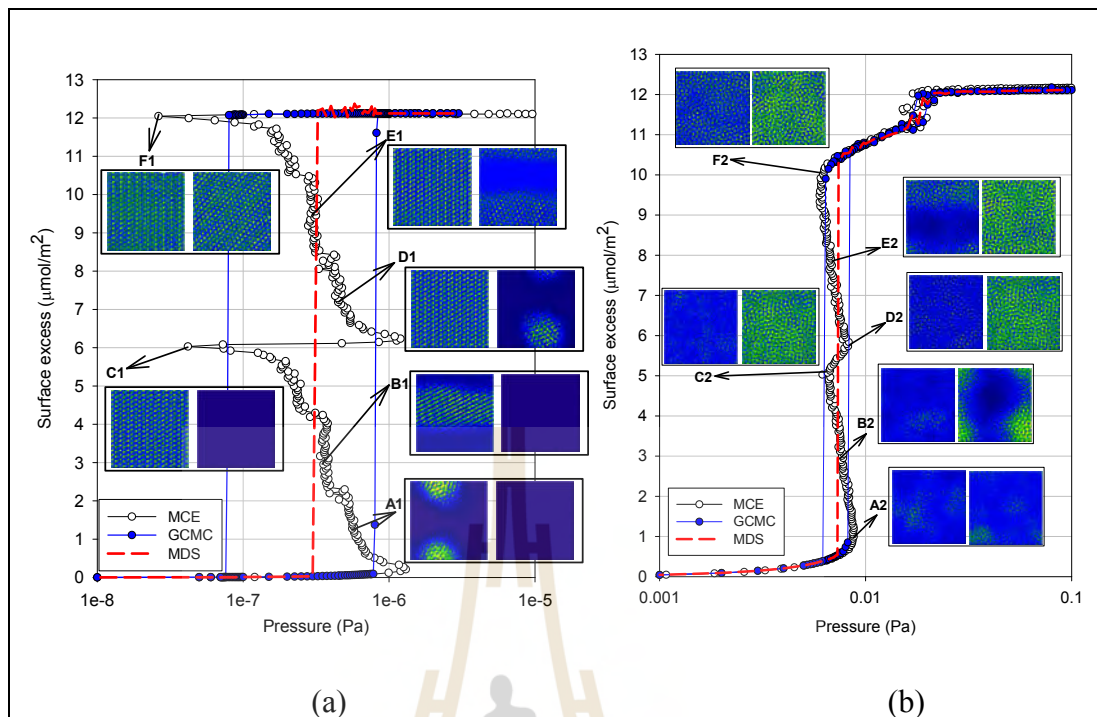 13
12
11
10
9
8
7
6
5
4
3
2
1
0
Surface excess (μmol/m²)
F1
E1
D1
C1
B1
A1
MCE
GCMC
MDS
1e-8 1e-7 1e-6 1e-5
Pressure (Pa)
(a)
13
12
11
10
9
8
7
6
5
4
3
2
1
0
Surface excess (μmol/m²)
F2
E2
D2
C2
B2
A2
MCE
GCMC
MDS
0.001 0.01 0.1
Pressure (Pa)
(b)